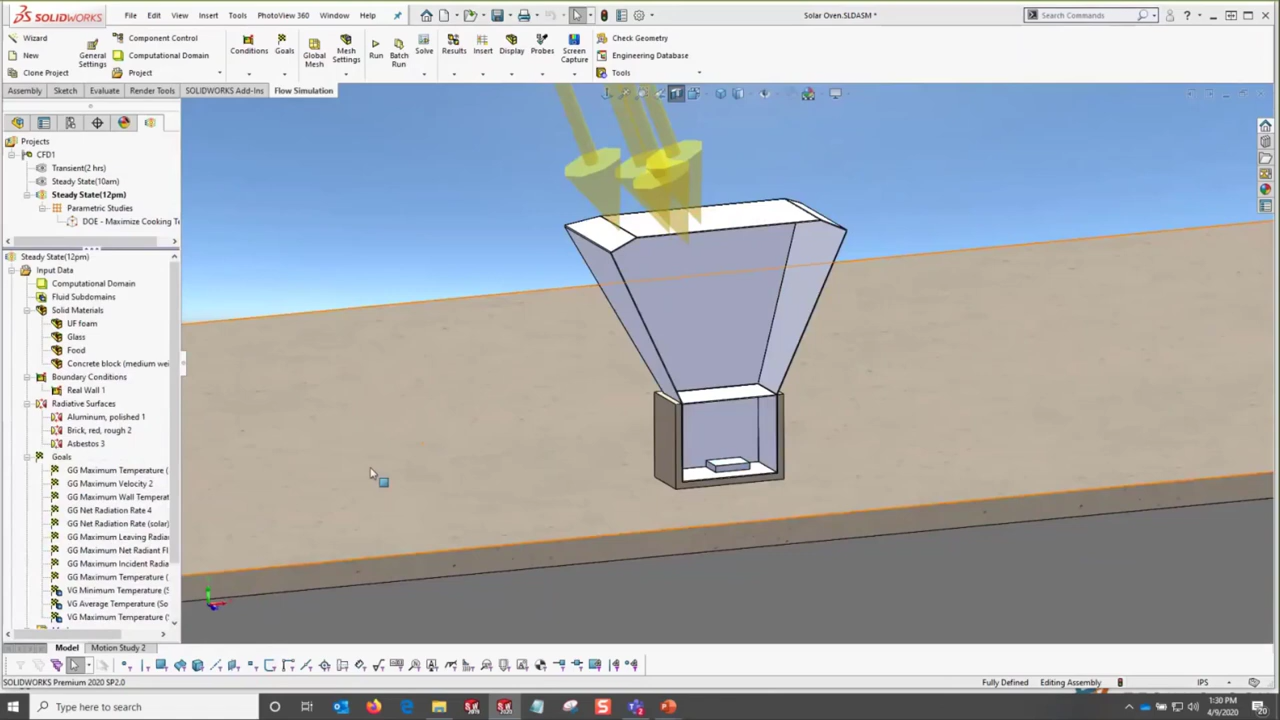 SOLIDWORKS File Edit View Insert Tools PhotoView 360 Window Help Solar Oven.SLDASM * Search Commands
Wizard
New
Clone Project
General Settings
Component Control
Computational Domain
Project
Conditions
Goals
Global Mesh
Mesh Settings
Run
Batch Run
Solve
Results
Insert
Display
Probes
Screen Capture
Check Geometry
Engineering Database
Tools
Assembly Sketch Evaluate Render Tools SOLIDWORKS Add-Ins Flow Simulation
Projects
CFD1
Transient(2 hrs)
Steady State(10am)
Steady State(12pm)
Parametric Studies
DOE - Maximize Cooking Te
Steady State(12pm)
Input Data
Computational Domain
Fluid Subdomains
Solid Materials
UF foam
Glass
Food
Concrete block (medium wei
Boundary Conditions
Real Wall 1
Radiative Surfaces
Aluminum, polished 1
Brick, red, rough 2
Asbestos 3
Goals
GG Maximum Temperature (
GG Maximum Velocity 2
GG Maximum Wall Temperat
GG Net Radiation Rate 4
GG Net Radiation Rate (solar)
GG Maximum Leaving Radia
GG Maximum Net Radiant Fl
GG Maximum Incident Radia
GG Maximum Temperature (
VG Minimum Temperature (S
VG Average Temperature (So
VG Maximum Temperature (
Model Motion Study 2
SOLIDWORKS Premium 2020 SP2.0 Fully Defined Editing Assembly IPS
Type here to search
1:30 PM
4/9/2020